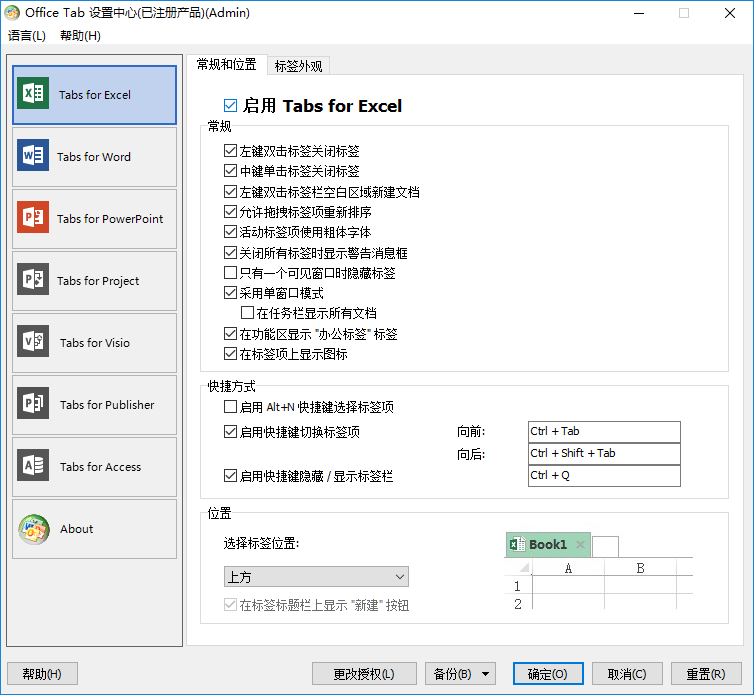 Office Tab 设置中心(已注册产品)(Admin)
语言(L) 帮助(H)
Tabs for Excel
Tabs for Word
Tabs for PowerPoint
Tabs for Project
Tabs for Visio
Tabs for Publisher
Tabs for Access
About
常规和位置 标签外观
启用 Tabs for Excel
常规
左键双击标签关闭标签
中键单击标签关闭标签
左键双击标签栏空白区域新建文档
允许拖拽标签项重新排序
活动标签项使用粗体字体
关闭所有标签时显示警告消息框
只有一个可见窗口时隐藏标签
采用单窗口模式
在任务栏显示所有文档
在功能区显示 "办公标签" 标签
在标签项上显示图标
快捷方式
启用 Alt+N 快捷键选择标签项
启用快捷键切换标签项 向前: Ctrl + Tab
向后: Ctrl + Shift + Tab
启用快捷键隐藏 / 显示标签栏 Ctrl + Q
位置
选择标签位置:
上方
在标签标题栏上显示 "新建" 按钮
Book1
A B
1
2
帮助(H) 更改授权(L) 备份(B) 确定(O) 取消(C) 重置(R)